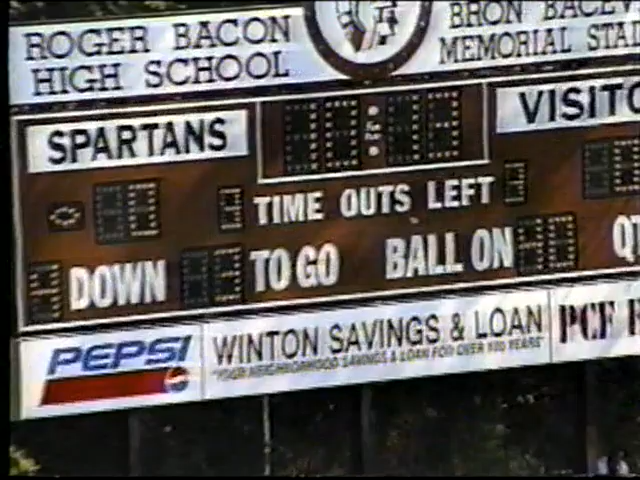 ROGER BACON
HIGH SCHOOL
BRON BACEV
MEMORIAL STAD
SPARTANS
VISITO
TIME OUTS LEFT
DOWN
TO GO
BALL ON
QT
PEPSI
WINTON SAVINGS & LOAN
"YOUR NEIGHBORHOOD SAVINGS & LOAN FOR OVER 100 YEARS"
PCF